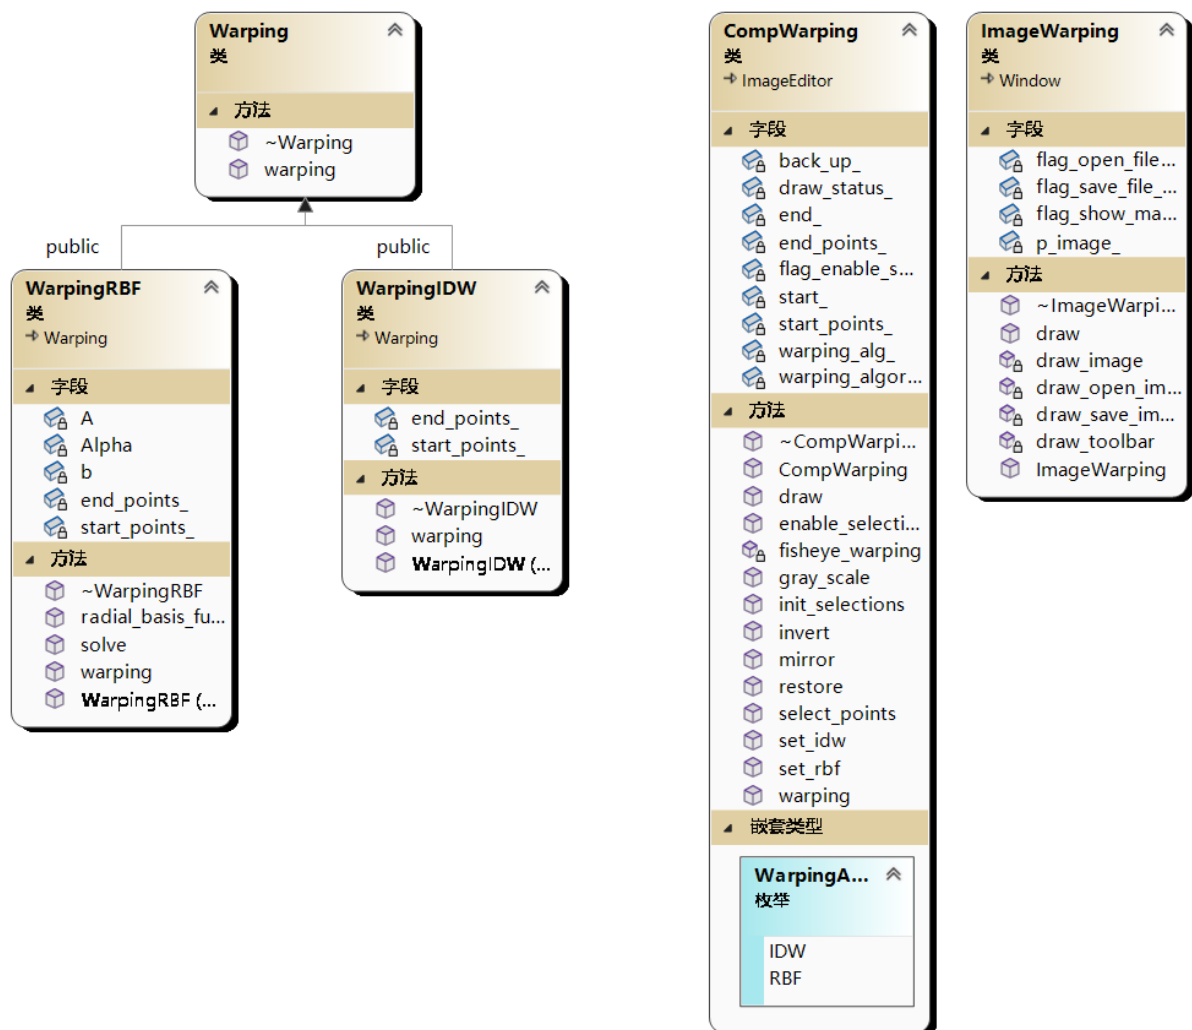 Warping
类
方法
~Warping
warping
public
public
WarpingRBF
类
Warping
字段
A
Alpha
b
end_points_
start_points_
方法
~WarpingRBF
radial_basis_fu...
solve
warping
WarpingRBF (...
WarpingIDW
类
Warping
字段
end_points_
start_points_
方法
~WarpingIDW
warping
WarpingIDW (...
CompWarping
类
ImageEditor
字段
back_up_
draw_status_
end_
end_points_
flag_enable_s...
start_
start_points_
warping_alg_
warping_algor...
方法
~CompWarpi...
CompWarping
draw
enable_selecti...
fisheye_warping
gray_scale
init_selections
invert
mirror
restore
select_points
set_idw
set_rbf
warping
嵌套类型
WarpingA...
枚举
IDW
RBF
ImageWarping
类
Window
字段
flag_open_file...
flag_save_file_...
flag_show_ma...
p_image_
方法
~ImageWarpi...
draw
draw_image
draw_open_im...
draw_save_im...
draw_toolbar
ImageWarping